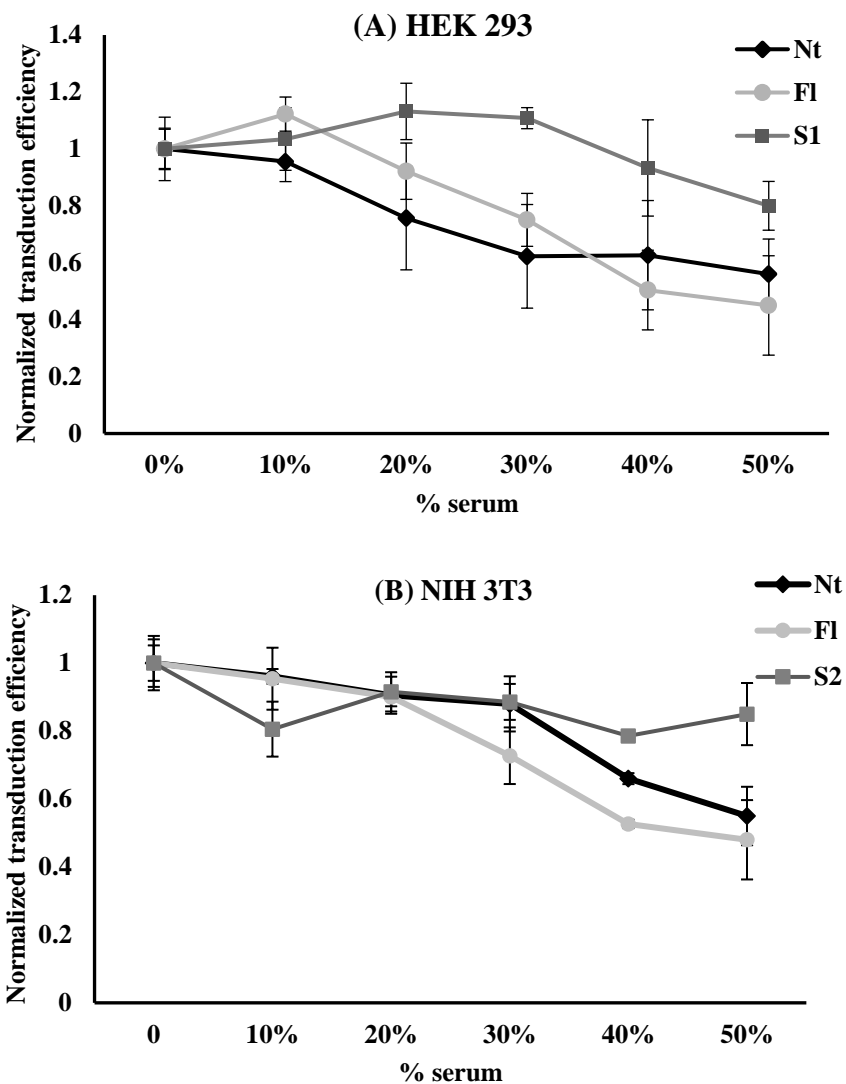 (A) HEK 293
Normalized transduction efficiency
1.4
1.2
1
0.8
0.6
0.4
0.2
0
0% 10% 20% 30% 40% 50%
% serum
Nt
Fl
S1
(B) NIH 3T3
Normalized transduction efficiency
1.2
1
0.8
0.6
0.4
0.2
0
0 10% 20% 30% 40% 50%
% serum
Nt
Fl
S2